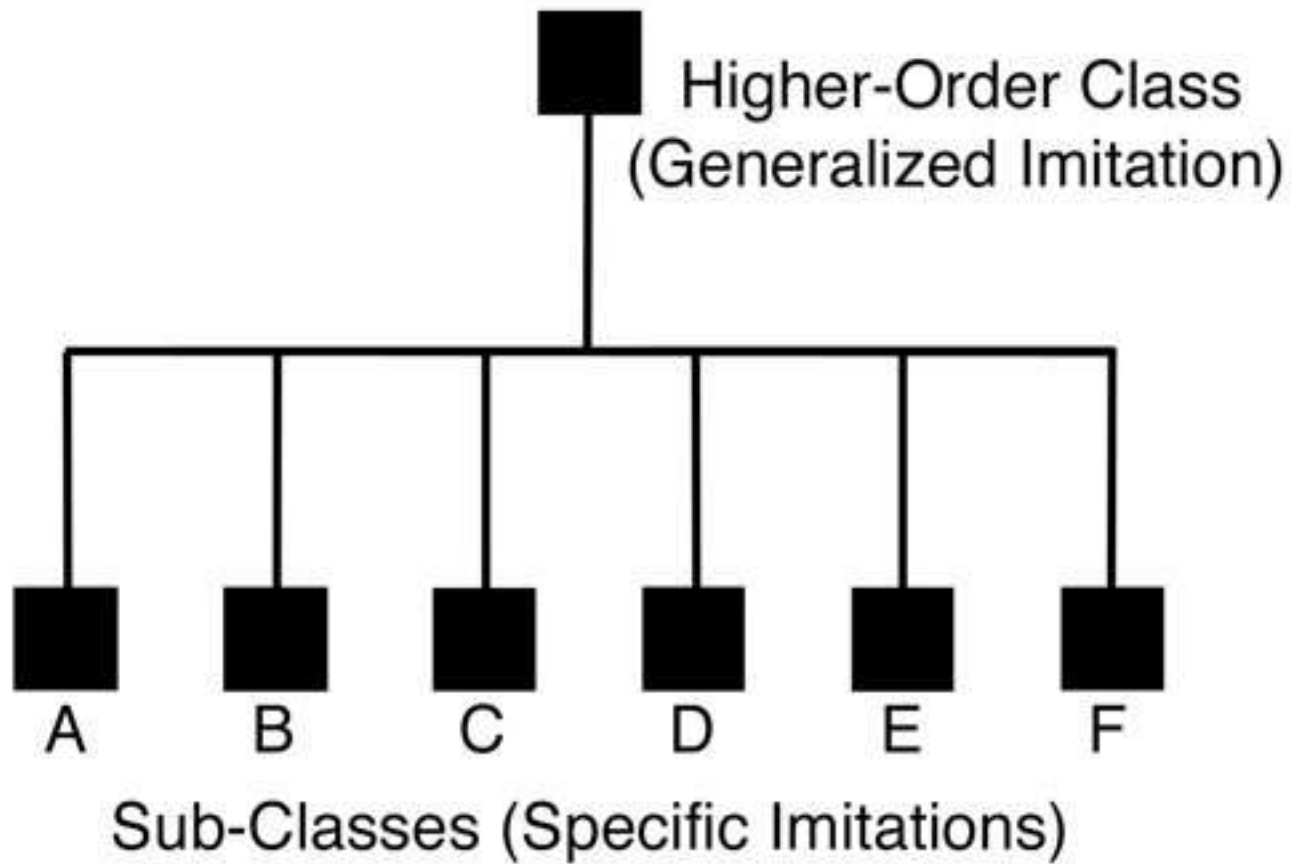 Higher-Order Class
(Generalized Imitation)
A B C D E F
Sub-Classes (Specific Imitations)